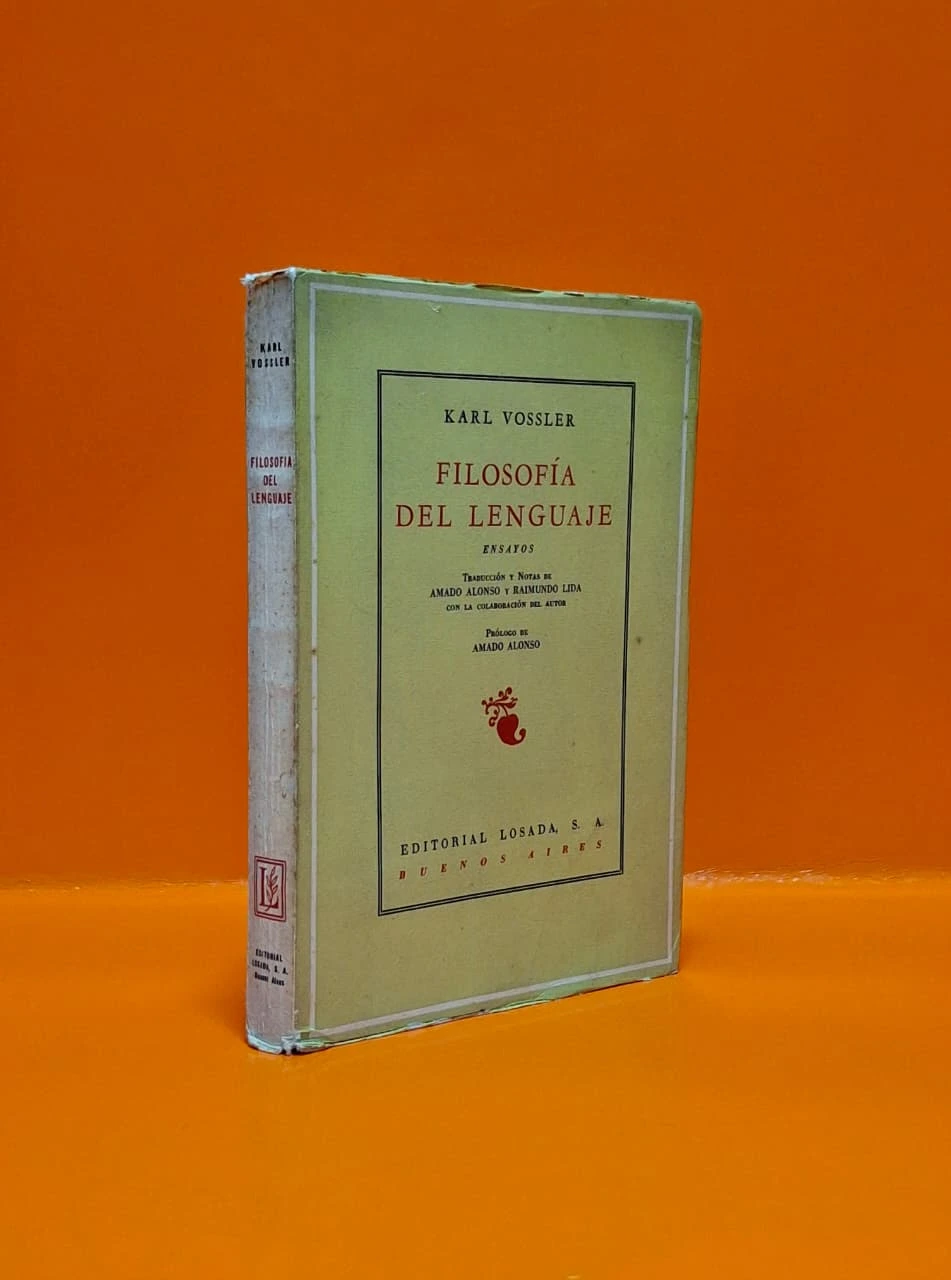 KARL
VOSSLER
FILOSOFIA
DEL
LENGUAJE
EDITORIAL
LOSADA, S. A.
Buenos Aires
KARL VOSSLER
FILOSOFÍA
DEL LENGUAJE
ENSAYOS
TRADUCCIÓN Y NOTAS DE
AMADO ALONSO Y RAIMUNDO LIDA
CON LA COLABORACIÓN DEL AUTOR
PRÓLOGO DE
AMADO ALONSO
EDITORIAL LOSADA, S. A.
BUENOS AIRES